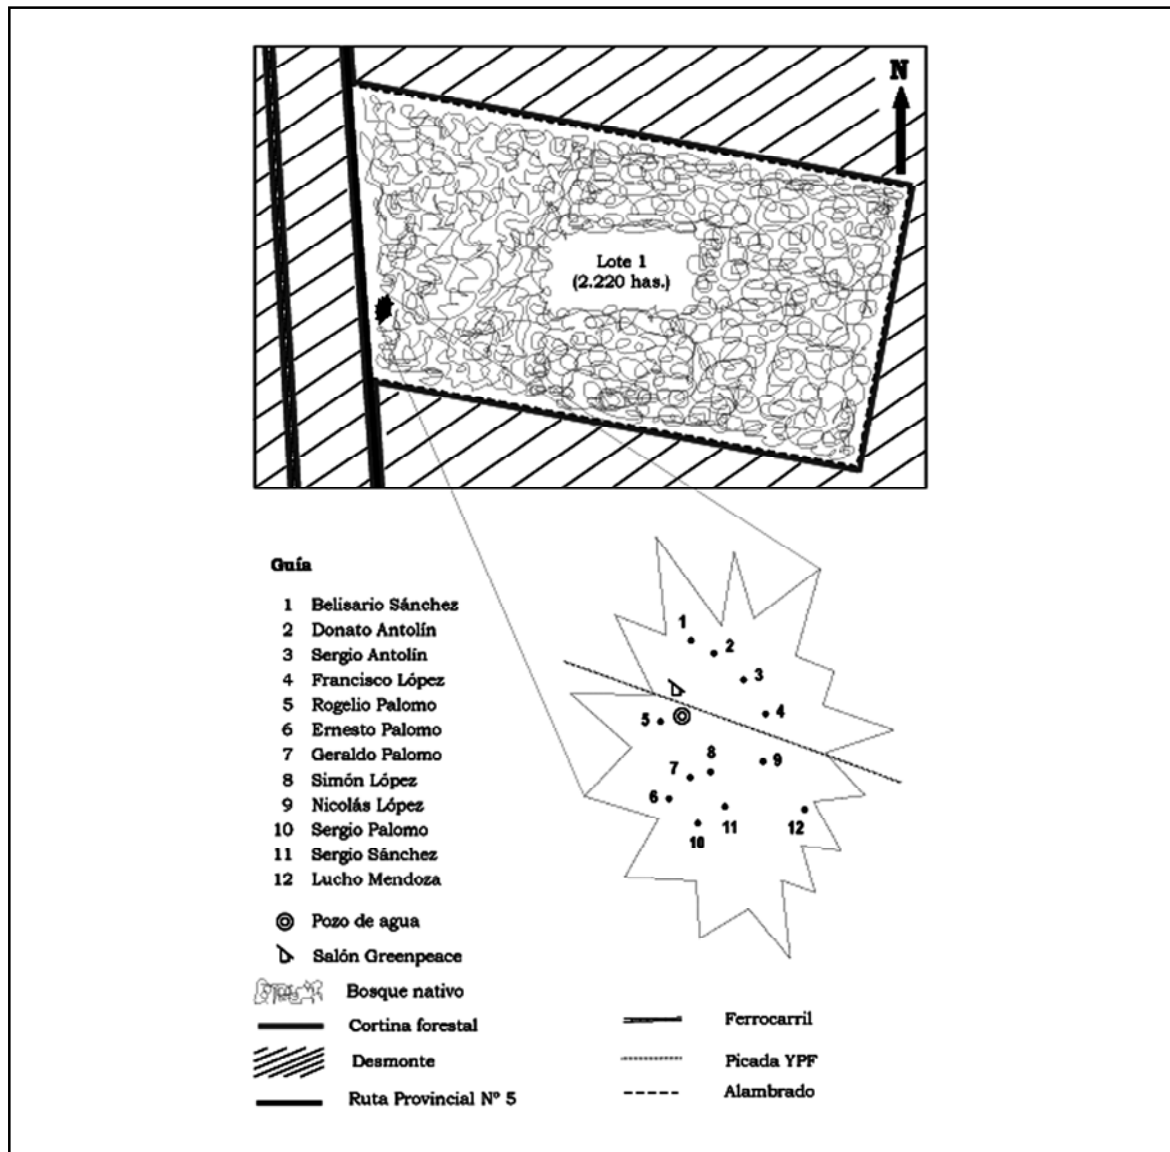 N
Lote 1
(2.220 has.)
Guía
1 Belisario Sánchez
2 Donato Antolín
3 Sergio Antolín
4 Francisco López
5 Rogelio Palomo
6 Ernesto Palomo
7 Geraldo Palomo
8 Simón López
9 Nicolás López
10 Sergio Palomo
11 Sergio Sánchez
12 Lucho Mendoza
Pozo de agua
Salón Greenpeace
Bosque nativo
Cortina forestal
Desmonte
Ruta Provincial Nº 5
Ferrocarril
Picada YPF
Alambrado
1
2
3
4
5
8
9
7
6
11
12
10